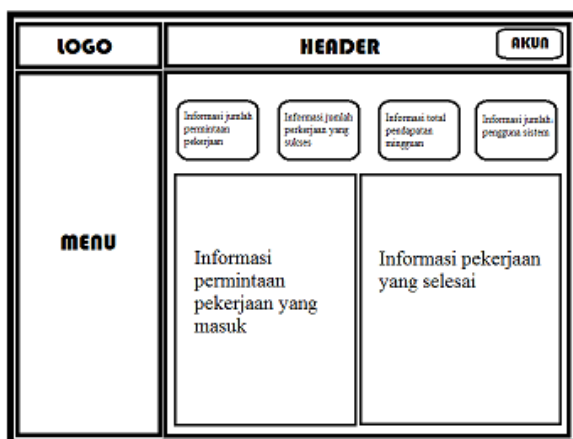 LOGO
HEADER
AKUN
Informasi jumlah
permintaan
pekerjaan
Informasi jumlah
perkerjaan yang
sukses
Informasi total
pendapatan
mingguan
Informasi jumlah
pengguna sistem
MENU
Informasi
permintaan
pekerjaan yang
masuk
Informasi pekerjaan
yang selesai